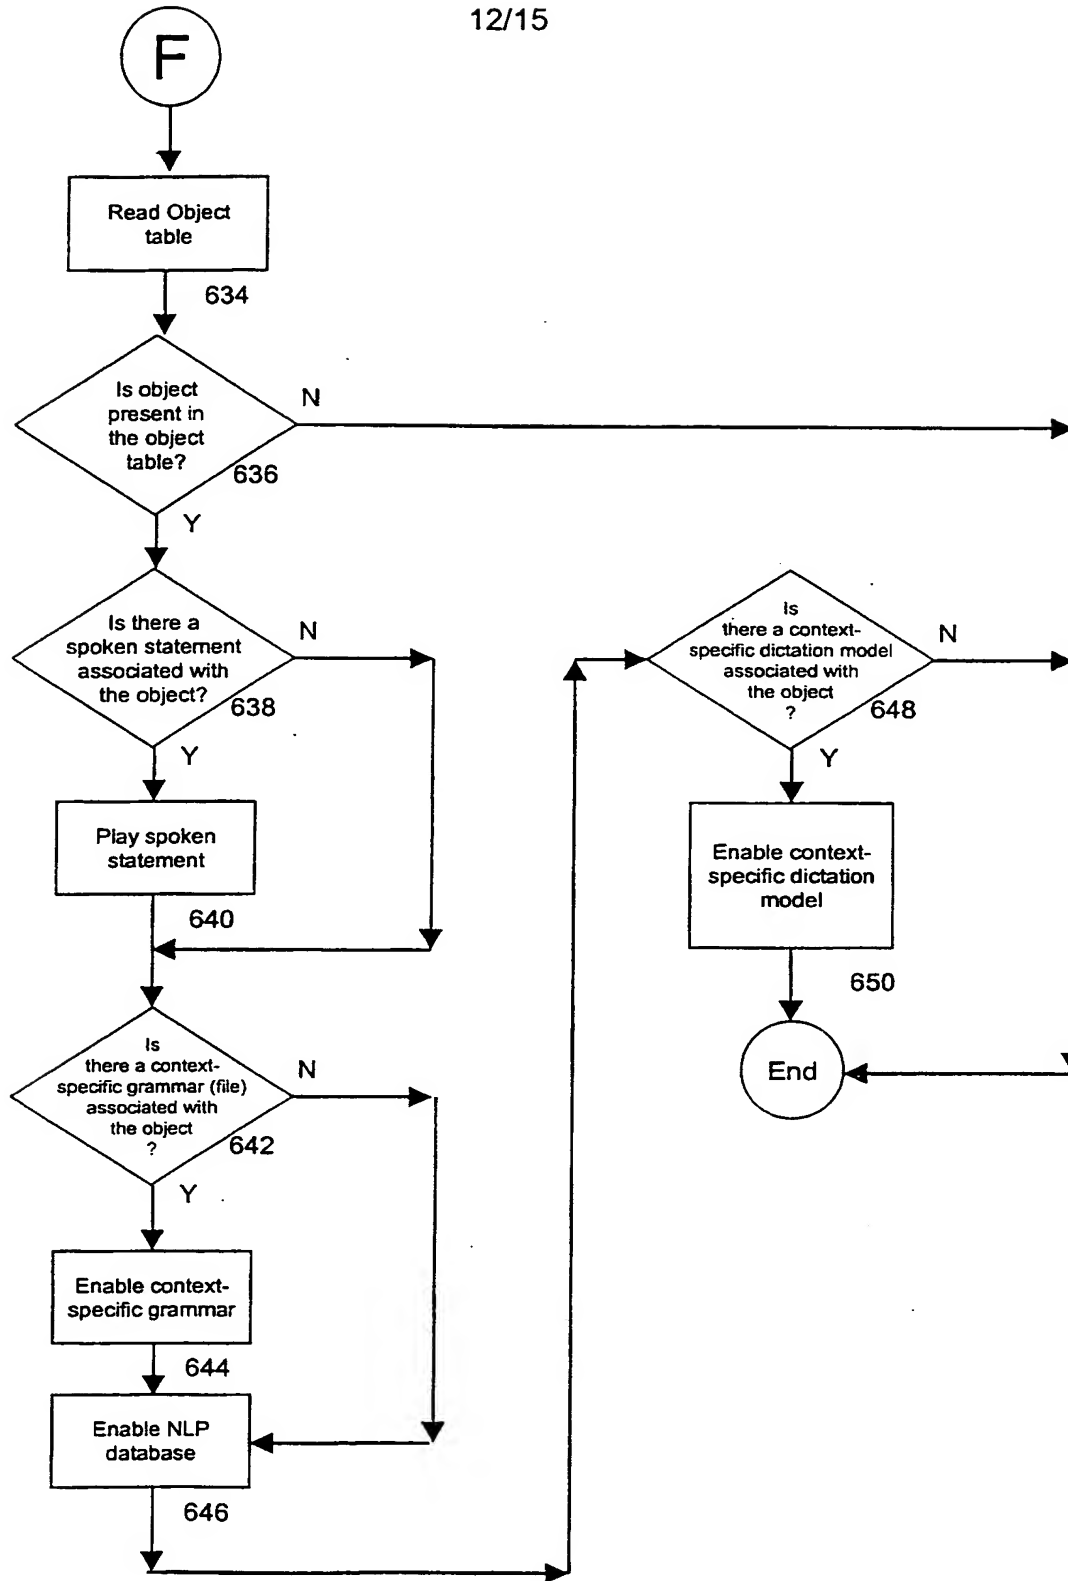 12/15
F
Read Object
table
634
Is object
present in
the object
table?
636
N
Y
Is there a
spoken statement
associated with
the object?
638
N
Y
Play spoken
statement
640
Is
there a context-
specific grammar (file)
associated with
the object
?
642
N
Y
Enable context-
specific grammar
644
Enable NLP
database
646
Is
there a context-
specific dictation model
associated with
the object
?
648
N
Y
Enable context-
specific dictation
model
650
End